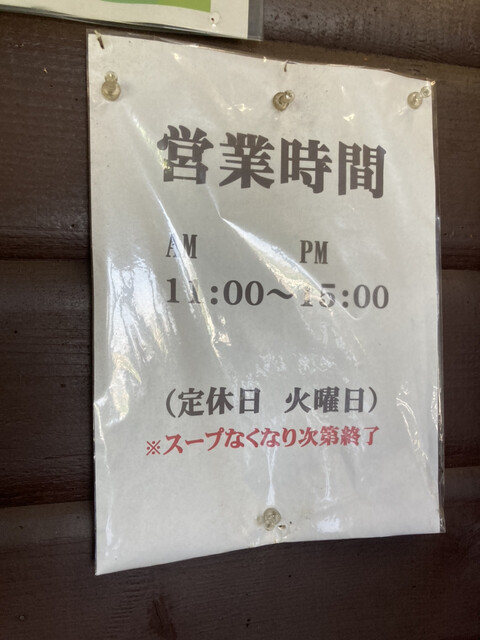 営業時間
AM PM
11:00～15:00
(定休日 火曜日)
※スープなくなり次第終了